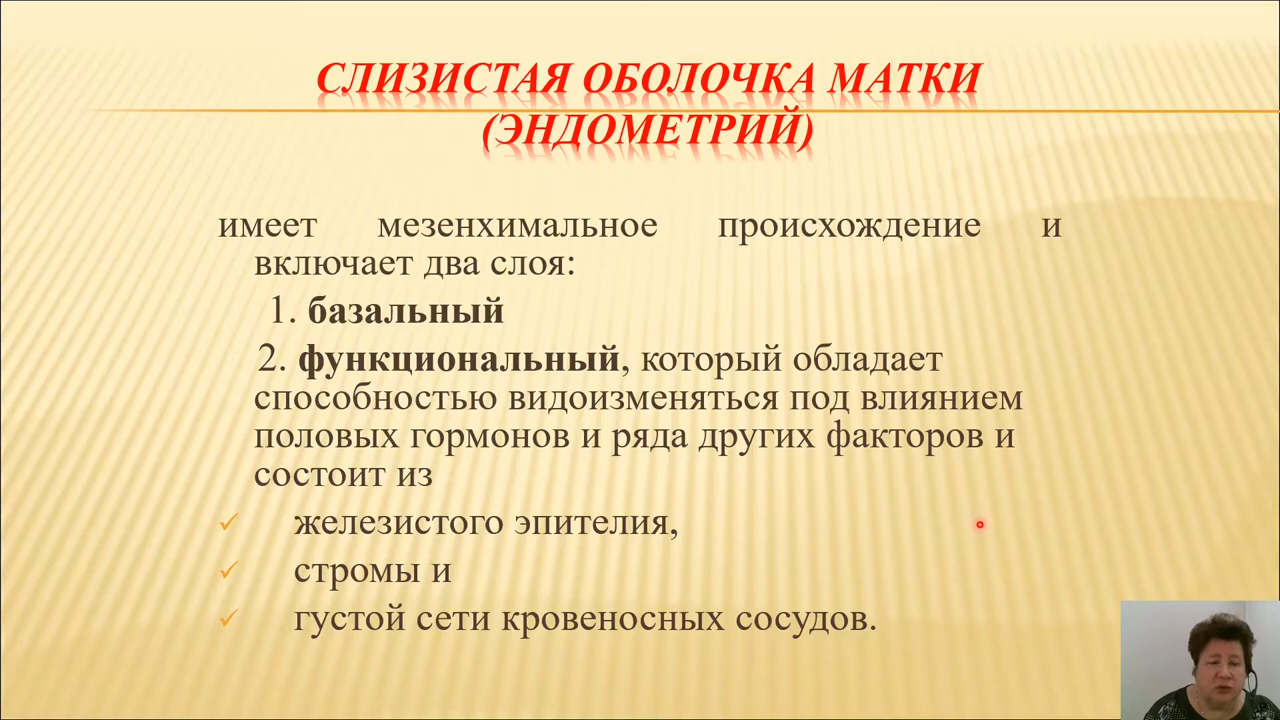 СЛИЗИСТАЯ ОБОЛОЧКА МАТКИ
(ЭНДОМЕТРИЙ)
имеет мезенхимальное происхождение и
включает два слоя:
1. базальный
2. функциональный, который обладает
способностью видоизменяться под влиянием
половых гормонов и ряда других факторов и
состоит из
железистого эпителия,
стромы и
густой сети кровеносных сосудов.